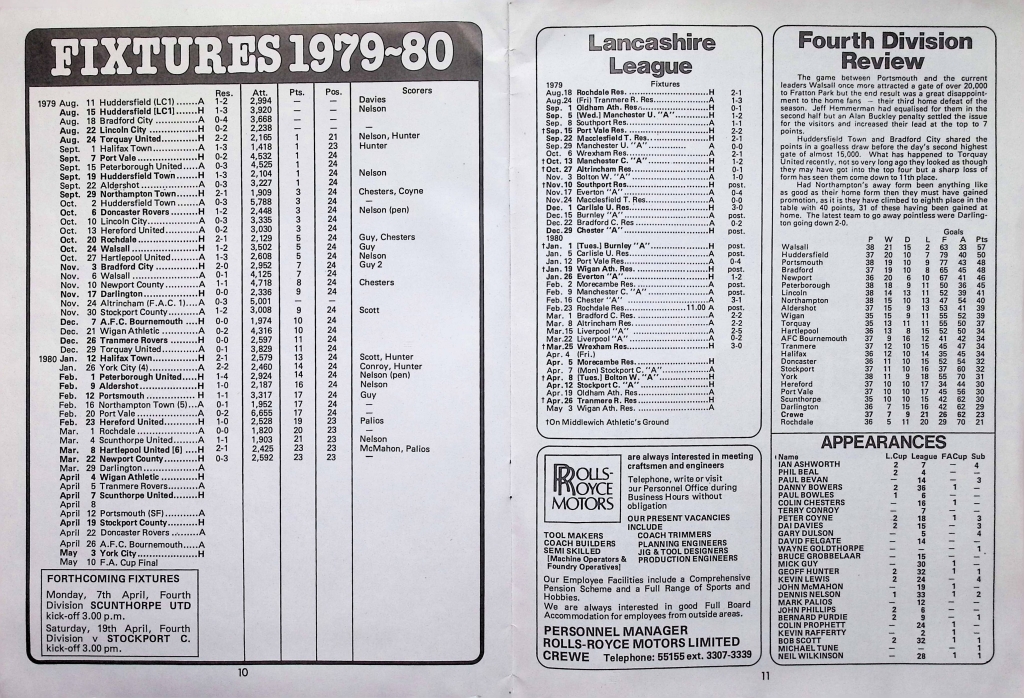 FIXTURES 1979~80
Res. Att. Pts. Pos. Scorers
1979 Aug. 11 Huddersfield (LC1) ......A 1-2 2,994 — — Davies
Aug. 15 Huddersfield [LC1] ......H 1-3 3,920 — — Nelson
Aug. 18 Bradford City ..............A 0-4 3,668
Aug. 22 Lincoln City ..............H 0-2 2,238 — — —
Aug. 24 Torquay United ...........H 2-2 2,165 1 21 Nelson, Hunter
Sept. 1 Halifax Town ..............A 1-3 1,418 1 23 Hunter
Sept. 7 Port Vale ..................H 0-2 4,532 1 24
Sept. 15 Peterborough United.....A 0-3 4,525 1 24
Sept. 19 Huddersfield Town .......H 1-3 2,104 1 24 Nelson
Sept. 22 Aldershot ..................A 0-3 3,227 1 24
Sept. 29 Northampton Town ......H 2-1 1,909 3 24 Chesters, Coyne
Oct. 2 Huddersfield Town ........A 0-3 5,788 3 24 —
Oct. 6 Doncaster Rovers ..........H 1-2 2,448 3 24 Nelson (pen)
Oct. 10 Lincoln City ...............A 0-3 3,335 3 24
Oct. 13 Hereford United ..........A 0-2 3,030 3 24
Oct. 20 Rochdale ..................H 2-1 2,129 5 24 Guy, Chesters
Oct. 24 Walsall .....................H 1-2 3,502 5 24 Guy
Oct. 27 Hartlepool United .......A 1-3 2,608 5 24 Nelson
Nov. 3 Bradford City .............H 2-0 2,952 7 24 Guy 2
Nov. 6 Walsall .....................A 0-1 4,125 7 24
Nov. 10 Newport County .........A 1-1 4,718 8 24 Chesters
Nov. 17 Darlington .................H 0-0 2,336 9 24
Nov. 24 Altrincham (F.A.C. 1)....A 0-3 5,001 — —
Nov. 30 Stockport County ........A 1-2 3,008 9 24 Scott
Dec. 7 A.F.C. Bournemouth ....H 0-0 1,974 10 24
Dec. 21 Wigan Athletic ............A 0-2 4,316 10 24
Dec. 26 Tranmere Rovers .........H 0-0 2,597 11 24
Dec. 29 Torquay United ...........A 0-1 3,829 11 24
1980 Jan. 12 Halifax Town ..............H 2-1 2,579 13 24 Scott, Hunter
Jan. 26 York City (4)...............A 2-2 2,460 14 24 Conroy, Hunter
Feb. 1 Peterborough United.....H 1-4 2,924 14 24 Nelson (pen)
Feb. 9 Aldershot ..................H 1-0 2,187 16 24 Nelson
Feb. 12 Portsmouth ................H 1-1 3,317 17 24 Guy
Feb. 16 Northampton Town (5)...A 0-1 1,952 17 24 —
Feb. 20 Port Vale ...................A 0-2 6,655 17 24 —
Feb. 23 Hereford United ..........H 1-0 2,528 19 23 Palios
Mar. 1 Rochdale ..................A 0-0 1,820 20 23 —
Mar. 4 Scunthorpe United.......A 1-1 1,903 21 23 Nelson
Mar. 8 Hartlepool United [6] ....H 2-1 2,425 23 23 McMahon, Palios
Mar. 22 Newport County..........H 0-3 2,592 23 23 —
Mar. 29 Darlington ................A
April 4 Wigan Athletic ............H
April 5 Tranmere Rovers..........A
April 7 Scunthorpe United.......H
April 8
April 12 Portsmouth (SF) .........A
April 19 Stockport County.........H
April 22 Doncaster Rovers ........A
April 26 A.F.C. Bournemouth.....A
May 3 York City...................H
May 10 F.A. Cup Final
FORTHCOMING FIXTURES
Monday, 7th April, Fourth
Division SCUNTHORPE UTD
kick-off 3.00 p.m.
Saturday, 19th April, Fourth
Division v STOCKPORT C.
kick-off 3.00 pm.
10
Lancashire
League
1979 Fixtures
Aug.18 Rochdale Res. ..................H 2-1
Aug.24 (Fri) Tranmere R. Res. ........A 1-3
Sep. 1 Oldham Ath. Res. ..............H 0-1
Sep. 5 [Wed.] Manchester U. "A" ..H 1-2
Sep. 8 Southport Res. .................A 1-1
†Sep.15 Port Vale Res. ..................H 2-2
Sep.22 Macclesfield T. Res. ..........H 2-1
Sep.29 Manchester U. "A" ............A 0-0
Oct. 6 Wrexham Res. ..................A 2-1
†Oct.13 Manchester C. "A" ...........H 1-2
†Oct.27 Altrincham Res. ...............H 2-1
Nov. 3 Bolton W. "A" ................A 1-0
†Nov.10 Southport Res. ...............H post.
Nov.17 Everton "A" ...................A 0-4
Nov.24 Macclesfield T. Res. ..........A 0-0
Dec. 1 Carlisle U. Res. ...............H 3-0
Dec.15 Burnley "A" ...................A post.
Dec.22 Bradford C. Res. .............A 0-2
Dec.29 Chester "A" ...................H post.
1980
†Jan. 1 [Tues.] Burnley "A" .........H post.
Jan. 5 Carlisle U. Res. ...............A post.
Jan. 12 Port Vale Res. ................A 0-4
†Jan.19 Wigan Ath. Res. ..............H post.
Jan. 26 Everton "A" ..................H 1-2
†Feb. 2 Morecambe Res. .............A post.
Feb. 9 Manchester C. "A" ...........A post.
Feb.16 Chester "A" ...................A 3-1
Feb.23 Rochdale Res. .........11.00 A post.
Mar. 1 Bradford C. Res. .............A 2-2
Mar. 8 Altrincham Res. ..............A 2-2
Mar.15 Liverpool "A" .................A 2-5
Mar.22 Liverpool "A" .................A 0-2
†Mar.25 Wrexham Res. ...............H 3-0
Apr. 4 (Fri.)
Apr. 5 Morecambe Res. .............H
Apr. 7 (Mon) Stockport C. "A" ....A
†Apr. 8 [Tues.] Bolton W. "A" ......H
Apr.12 Stockport C. "A" .............H
Apr.19 Oldham Ath. Res. ............A
†Apr.26 Tranmere R. Res. ............H
May 3 Wigan Ath. Res. ..............A
†On Middlewich Athletic's Ground
ROLLS-
ROYCE
MOTORS
are always interested in meeting
craftsmen and engineers
Telephone, write or visit
our Personnel Office during
Business Hours without
obligation
OUR PRESENT VACANCIES
INCLUDE
TOOL MAKERS
COACH BUILDERS
SEMI SKILLED
[Machine Operators &
Foundry Operatives]
COACH TRIMMERS
PLANNING ENGINEERS
JIG & TOOL DESIGNERS
PRODUCTION ENGINEERS
Our Employee Facilities include a Comprehensive
Pension Scheme and a Full Range of Sports and
Hobbies.
We are always interested in good Full Board
Accommodation for employees from outside areas.
PERSONNEL MANAGER
ROLLS-ROYCE MOTORS LIMITED
CREWE Telephone: 55155 ext. 3307-3339
Fourth Division
Review
The game between Portsmouth and the current
leaders Walsall once more attracted a gate of over 20,000
to Fratton Park but the end result was a great disappoint-
ment to the home fans — their third home defeat of the
season. Jeff Hemmerman had equalised for them in the
second half but an Alan Buckley penalty settled the issue
for the visitors and increased their lead at the top to 7
points.
Huddersfield Town and Bradford City shared the
points in a goalless draw before the day's second highest
gate of almost 15,000. What has happened to Torquay
United recently, not so very long ago they looked as though
they may have got into the top four but a sharp loss of
form has seen them come down to 11th place.
Had Northampton's away form been anything like
as good as their home form then they must have gained
promotion, as it is they have climbed to eighth place in the
table with 40 points, 31 of these having been gained at
home. The latest team to go away pointless were Darling-
ton going down 2-0.
Goals
P W D L F A Pts
Walsall 38 21 15 2 63 33 57
Huddersfield 37 20 10 7 79 40 50
Portsmouth 38 19 10 9 77 43 48
Bradford 37 19 10 8 65 45 48
Newport 36 20 6 10 67 41 46
Peterborough 38 18 9 11 50 36 45
Lincoln 38 14 13 11 52 39 41
Northampton 38 15 10 13 47 54 40
Aldershot 37 15 9 13 53 41 39
Wigan 35 15 9 11 55 52 39
Torquay 35 13 11 11 55 50 37
Hartlepool 36 13 8 15 52 50 34
AFC Bournemouth 37 9 16 12 41 42 34
Tranmere 37 12 10 15 45 47 34
Halifax 36 12 10 14 35 45 34
Doncaster 36 11 10 15 52 54 32
Stockport 37 11 10 16 37 60 32
York 38 11 9 18 55 70 31
Hereford 37 10 10 17 34 44 30
Port Vale 37 10 10 17 45 56 30
Scunthorpe 35 10 10 15 42 62 30
Darlington 36 7 15 16 42 62 29
Crewe 37 7 9 21 26 62 23
Rochdale 36 5 11 20 29 70 21
APPEARANCES
Name L.Cup League FACup Sub
IAN ASHWORTH 2 7 — 4
PHIL BEAL 2 4 —
PAUL BEVAN — 14 — 3
DANNY BOWERS 2 36 1 —
PAUL BOWLES 1 6 —
COLIN CHESTERS — 16 1 —
TERRY CONROY — 7 —
PETER COYNE 2 18 1 3
DAI DAVIES 2 15 — 3
GARY DULSON — 5 — 4
DAVID FELGATE — 14 —
WAYNE GOLDTHORPE — — — 1
BRUCE GROBBELAAR — 15 —
MICK GUY — 30 1 —
GEOFF HUNTER 2 32 1 1
KEVIN LEWIS 2 24 — 4
JOHN McMAHON — 19 1 —
DENNIS NELSON 1 33 1 2
MARK PALIOS — 12 —
JOHN PHILLIPS 2 6 —
BERNARD PURDIE 2 9 — 1
COLIN PROPHETT — 24 1 —
KEVIN RAFFERTY — 2 1 —
BOB SCOTT 2 32 1 1
MICHAEL TUNE — — — 1
NEIL WILKINSON — 28 1 1
11